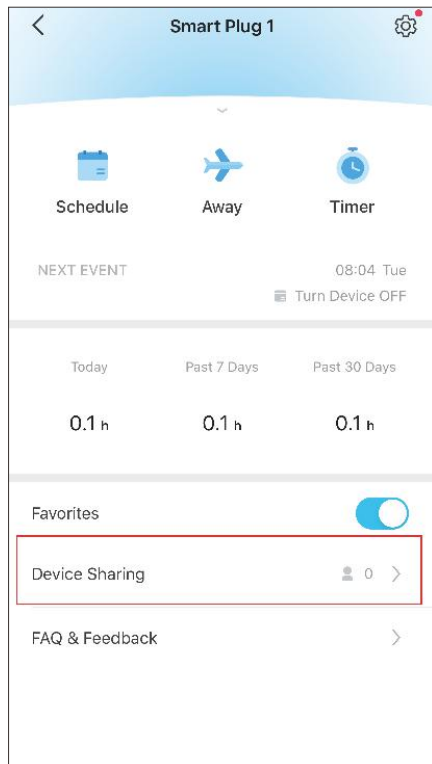 Smart Plug 1
Schedule Away Timer
NEXT EVENT 08:04 Tue
Turn Device OFF
Today Past 7 Days Past 30 Days
0.1 h 0.1 h 0.1 h
Favorites
Device Sharing 0
FAQ & Feedback